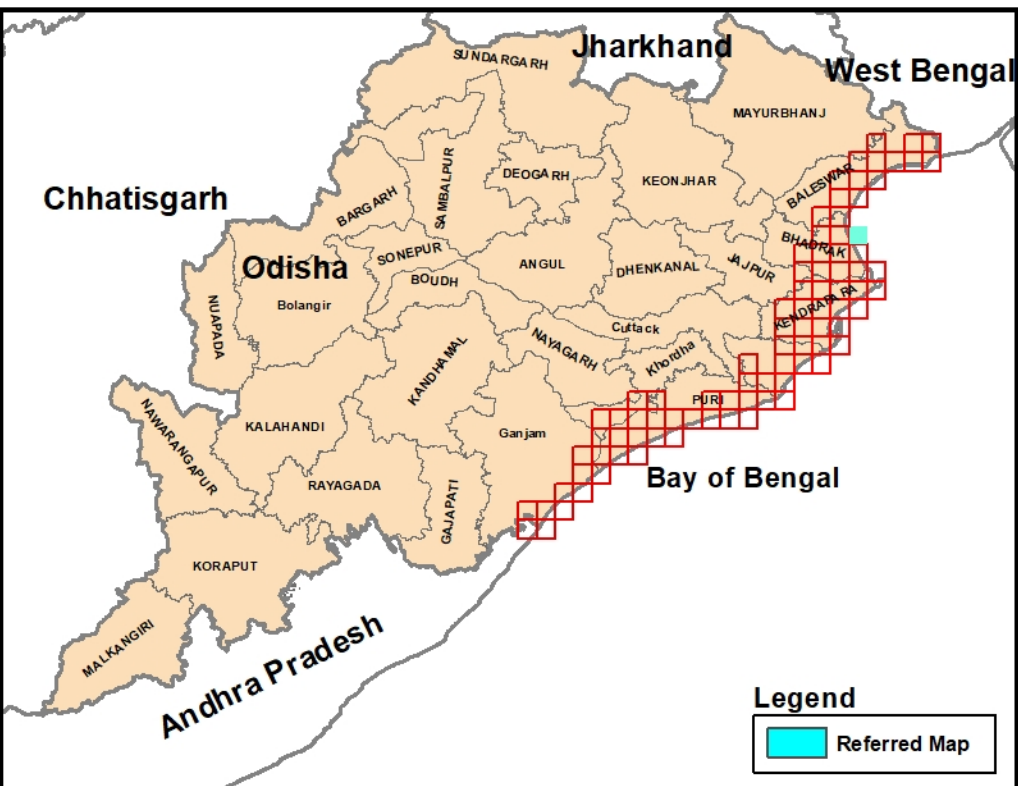 Jharkhand
SUNDARGARH
West Bengal
MAYURBHANJ
Chhatisgarh
SAMBALPUR
DEOGARH
KEONJHAR
BALESWAR
BARGARH
BHADRAK
SONEPUR
Odisha
ANGUL
DHENKANAL
JAJPUR
BOUDH
Bolangir
KENDRAPARA
NUAPADA
Cuttack
NAYAGARH
Khordha
KANDHAMAL
PURI
NAWARANGAPUR
KALAHANDI
Ganjam
Bay of Bengal
RAYAGADA
GAJAPATI
KORAPUT
MALKANGIRI
Andhra Pradesh
Legend
Referred Map